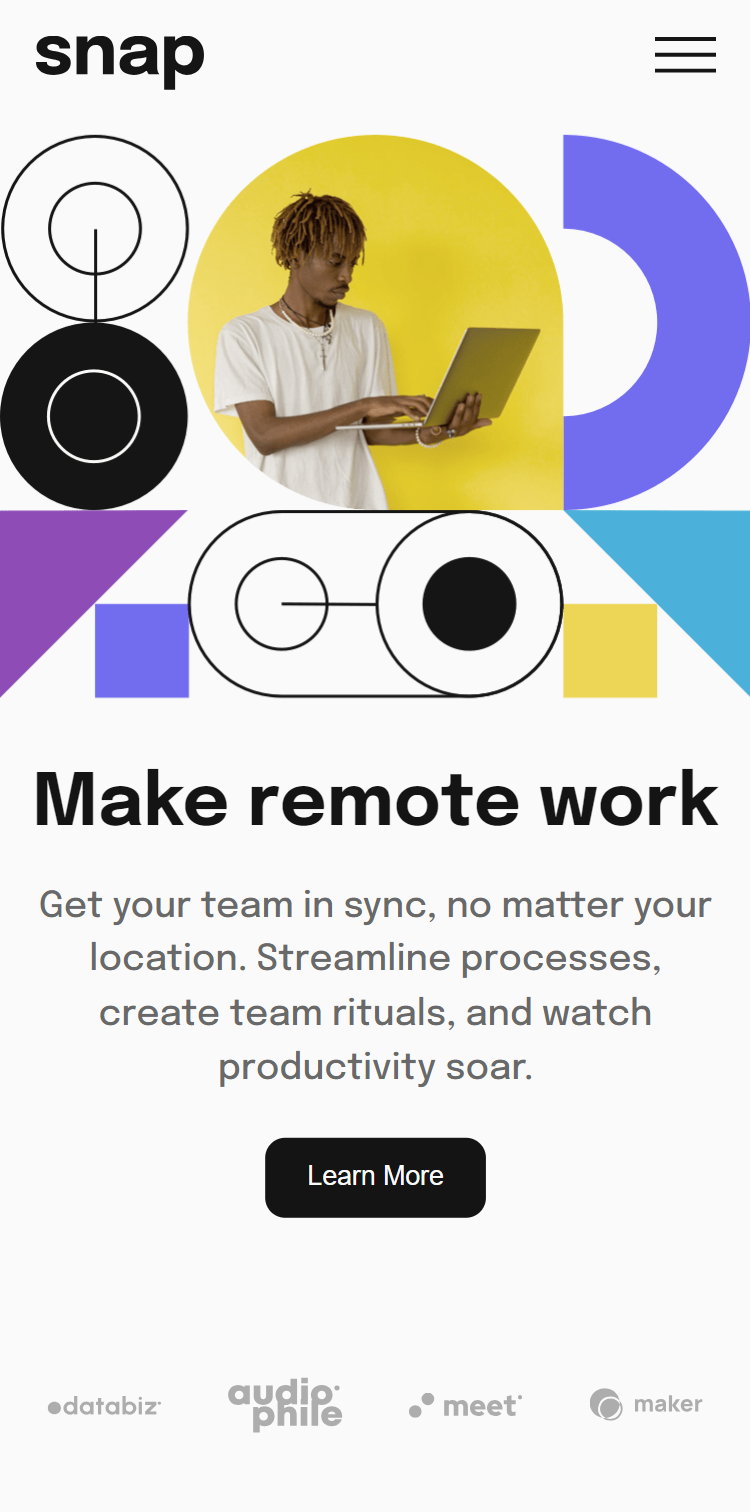 snap
Make remote work
Get your team in sync, no matter your
location. Streamline processes,
create team rituals, and watch
productivity soar.
Learn More
databiz
audio
phile
meet
maker